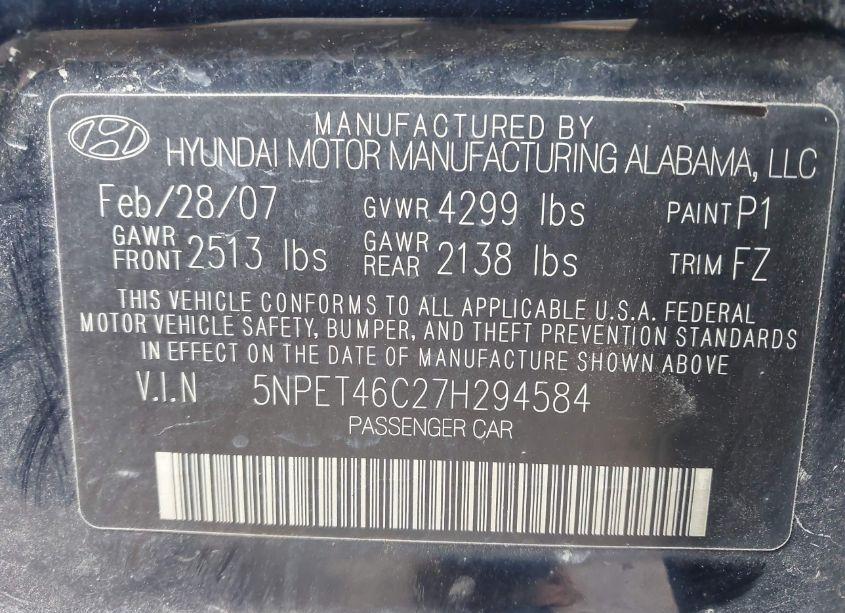 MANUFACTURED BY
HYUNDAI MOTOR MANUFACTURING ALABAMA, LLC
Feb/28/07 GVWR 4299 lbs PAINT P1
GAWR FRONT 2513 lbs GAWR REAR 2138 lbs TRIM FZ
THIS VEHICLE CONFORMS TO ALL APPLICABLE U.S.A. FEDERAL
MOTOR VEHICLE SAFETY, BUMPER, AND THEFT PREVENTION STANDARDS
IN EFFECT ON THE DATE OF MANUFACTURE SHOWN ABOVE
V.I.N 5NPET46C27H294584
PASSENGER CAR